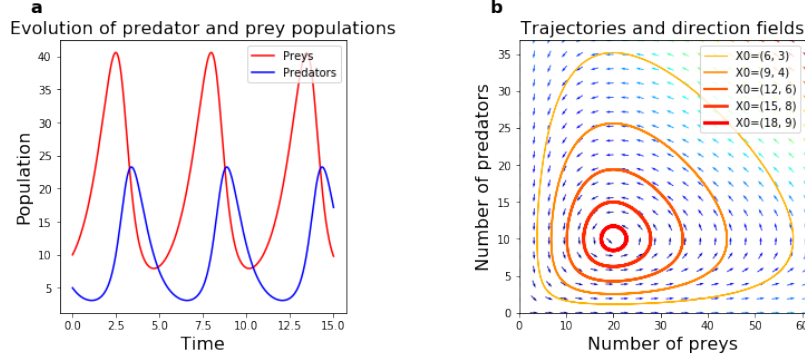 a
Evolution of predator and prey populations
Preys
Predators
40
35
30
25
20
15
10
5
Population
0.0 2.5 5.0 7.5 10.0 12.5 15.0
Time
b
Trajectories and direction fields
X0=(6, 3)
X0=(9, 4)
X0=(12, 6)
X0=(15, 8)
X0=(18, 9)
35
30
25
20
15
10
5
0
Number of predators
0 10 20 30 40 50 60
Number of preys